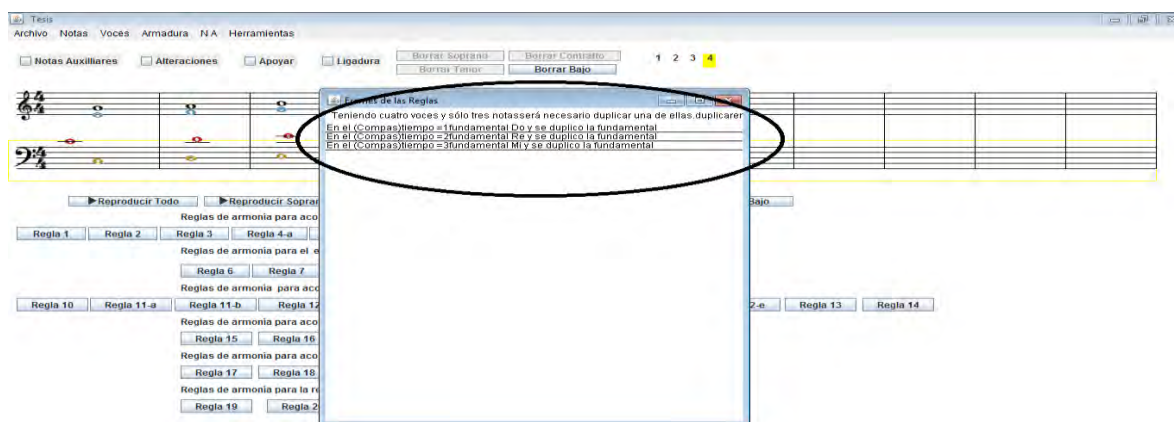 Tesis
Archivo Notas Voces Armadura N A Herramientas
Notas Auxiliares Alteraciones Apoyar Ligadura Borrar Soprano Borrar Contralto 1 2 3 4
Borrar Tenor Borrar Bajo
Errores de las Reglas
Teniendo cuatro voces y sólo tres notasserá necesario duplicar una de ellas.duplicarer
En el (Compas)tiempo =1fundamental Do y se duplico la fundamental
En el (Compas)tiempo =2fundamental Re y se duplico la fundamental
En el (Compas)tiempo =3fundamental Mi y se duplico la fundamental
Reproducir Todo Reproducir Sopran Bajo
Reglas de armonia para aco
Regla 1 Regla 2 Regla 3 Regla 4-a
Reglas de armonia para el e
Regla 6 Regla 7
Reglas de armonia para aco
Regla 10 Regla 11-a Regla 11-b Regla 12 2-e Regla 13 Regla 14
Reglas de armonia para aco
Regla 15 Regla 16
Reglas de armonia para aco
Regla 17 Regla 18
Reglas de armonia para la re
Regla 19 Regla 2